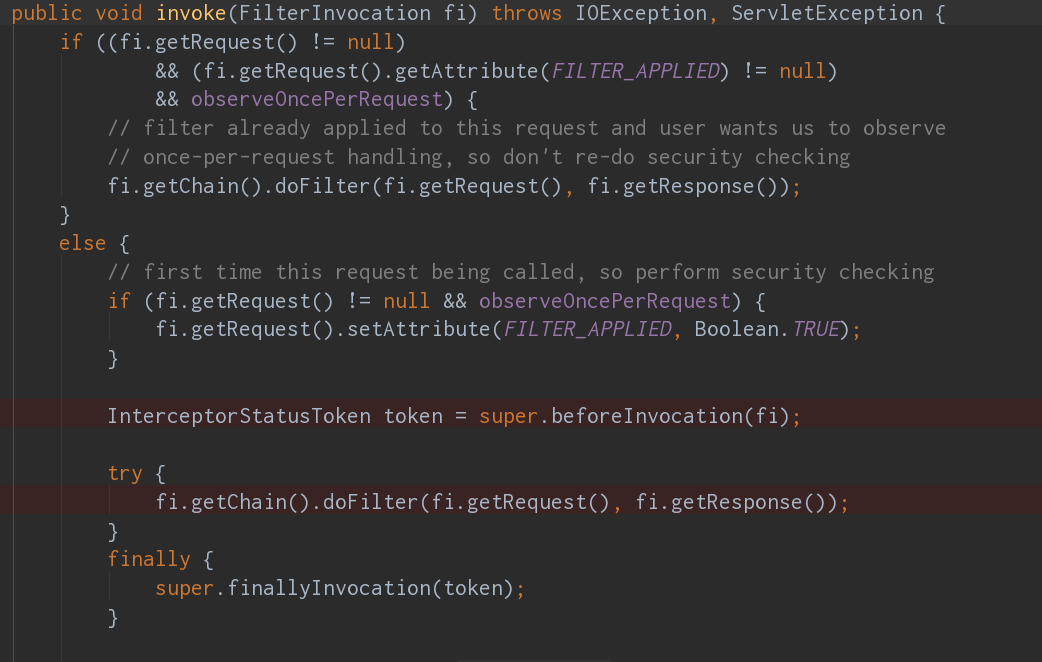 public void invoke(FilterInvocation fi) throws IOException, ServletException {
if ((fi.getRequest() != null)
&& (fi.getRequest().getAttribute(FILTER_APPLIED) != null)
&& observeOncePerRequest) {
// filter already applied to this request and user wants us to observe
// once-per-request handling, so don't re-do security checking
fi.getChain().doFilter(fi.getRequest(), fi.getResponse());
}
else {
// first time this request being called, so perform security checking
if (fi.getRequest() != null && observeOncePerRequest) {
fi.getRequest().setAttribute(FILTER_APPLIED, Boolean.TRUE);
}
InterceptorStatusToken token = super.beforeInvocation(fi);
try {
fi.getChain().doFilter(fi.getRequest(), fi.getResponse());
}
finally {
super.finallyInvocation(token);
}